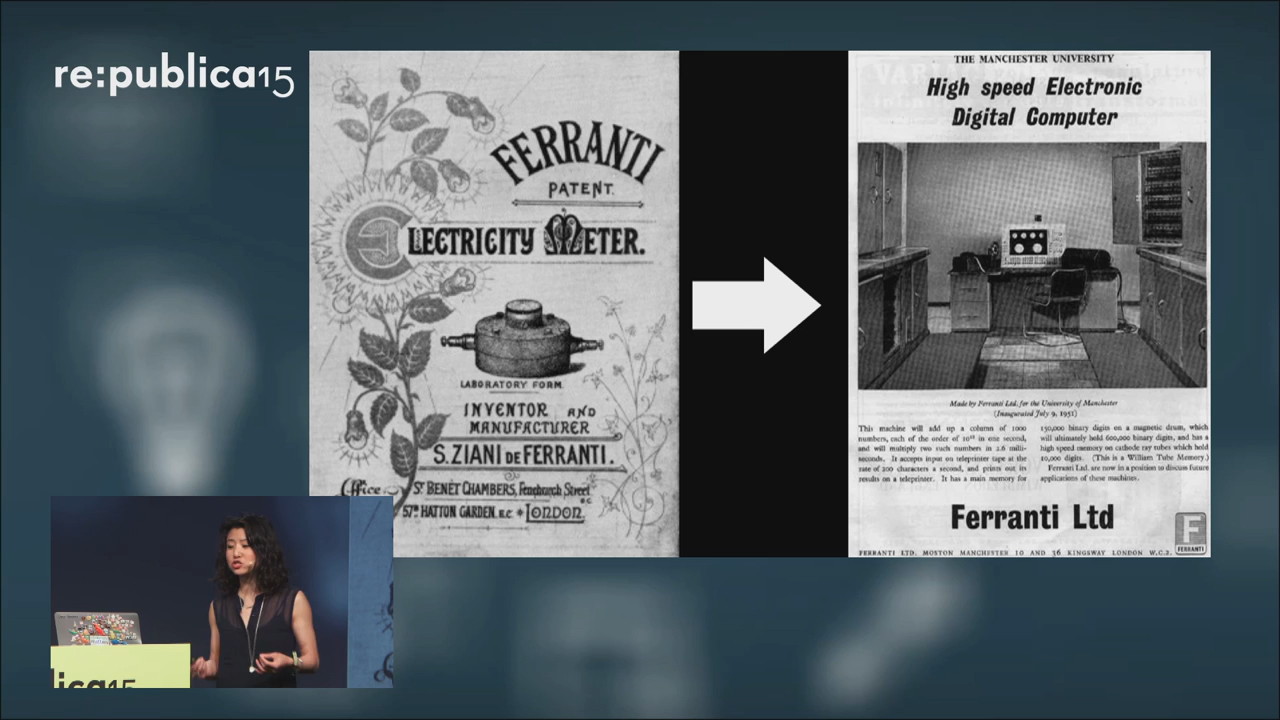 re:publica15
FERRANTI
PATENT.
ELECTRICITY METER.
LABORATORY FORM.
INVENTOR AND
MANUFACTURER
S. ZIANI DE FERRANTI.
Office
ST BENET CHAMBERS, Fenchurch Street
E.C.
57B HATTON GARDEN, E.C. LONDON.
THE MANCHESTER UNIVERSITY
High speed Electronic
Digital Computer
Made by Ferranti Ltd. for the University of Manchester
(Inaugurated July 9, 1951)
This machine will add up a column of 1000
numbers, each of the order of in one second,
and will multiply two such numbers in 2.6 milli-
seconds. It accepts input on teleprinter tape at the
rate of 200 characters a second, and prints out its
results on a teleprinter. It has a main memory for
150,000 binary digits on a magnetic drum, which
will ultimately hold 600,000 binary digits, and has a
high speed memory on cathode ray tubes which hold
10,000 digits. (This is a William Tube Memory.)
Ferranti Ltd. are now in a position to discuss future
applications of these machines.
Ferranti Ltd
F
FERRANTI
FERRANTI LTD. MOSTON MANCHESTER 10 AND 36 KINGSWAY LONDON W.C.2.
lica15